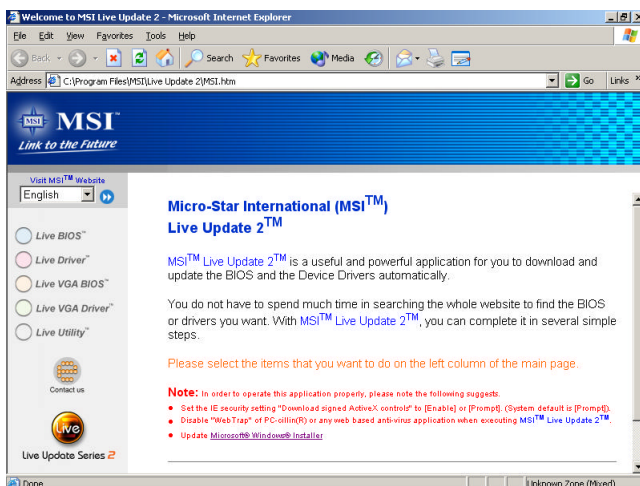 Welcome to MSI Live Update 2 - Microsoft Internet Explorer
File Edit View Favorites Tools Help
Back Search Favorites Media
Address C:\Program Files\MSI\Live Update 2\MSI.htm Go Links »
MSI MSI™
Link to the Future
Visit MSI™ Website
English
Live BIOS™
Live Driver™
Live VGA BIOS™
Live VGA Driver™
Live Utility™
Contact us
Live
Live Update Series 2
Micro-Star International (MSI™)
Live Update 2™
MSI™ Live Update 2™ is a useful and powerful application for you to download and
update the BIOS and the Device Drivers automatically.
You do not have to spend much time in searching the whole website to find the BIOS
or drivers you want. With MSI™ Live Update 2™, you can complete it in several simple
steps.
Please select the items that you want to do on the left column of the main page.
Note: In order to operate this application properly, please note the following suggests.
Set the IE security setting "Download signed ActiveX controls" to [Enable] or [Prompt]. (System default is [Prompt]).
Disable "WebTrap" of PC-cillin(R) or any web based anti-virus application when executing MSI™ Live Update 2™.
Update Microsoft® Windows® Installer
Done Unknown Zone (Mixed)